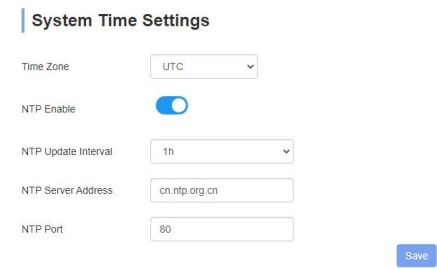 System Time Settings
Time Zone UTC
NTP Enable
NTP Update Interval 1h
NTP Server Address cn.ntp.org.cn
NTP Port 80
Save